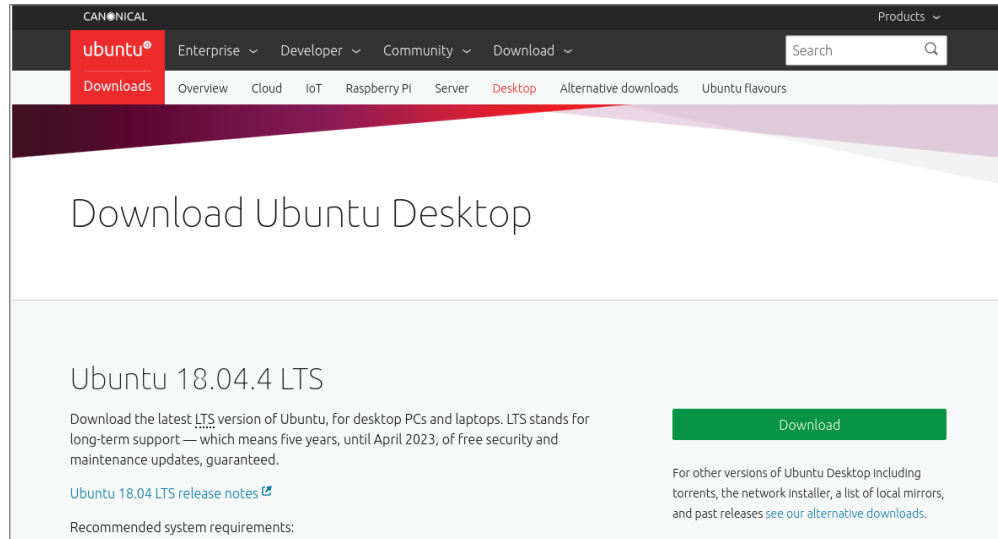 CANONICAL Products
ubuntu Enterprise Developer Community Download Search
Downloads Overview Cloud IoT Raspberry Pi Server Desktop Alternative downloads Ubuntu flavours
Download Ubuntu Desktop
Ubuntu 18.04.4 LTS
Download the latest LTS version of Ubuntu, for desktop PCs and laptops. LTS stands for
long-term support — which means five years, until April 2023, of free security and
maintenance updates, guaranteed.
Ubuntu 18.04 LTS release notes
Recommended system requirements:
Download
For other versions of Ubuntu Desktop including
torrents, the network installer, a list of local mirrors,
and past releases see our alternative downloads.